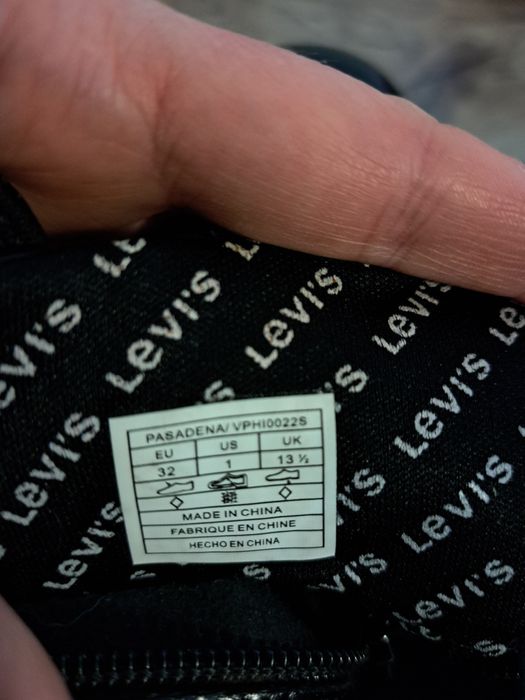 Levi's
Levi's
Levi's
Levi's
Levi's
Levi's
Levi's
PASADENA/ VPHI0022S
EU US UK
32 1 13 ½
MADE IN CHINA
FABRIQUE EN CHINE
HECHO EN CHINA
Levi's
Levi's
Levi's